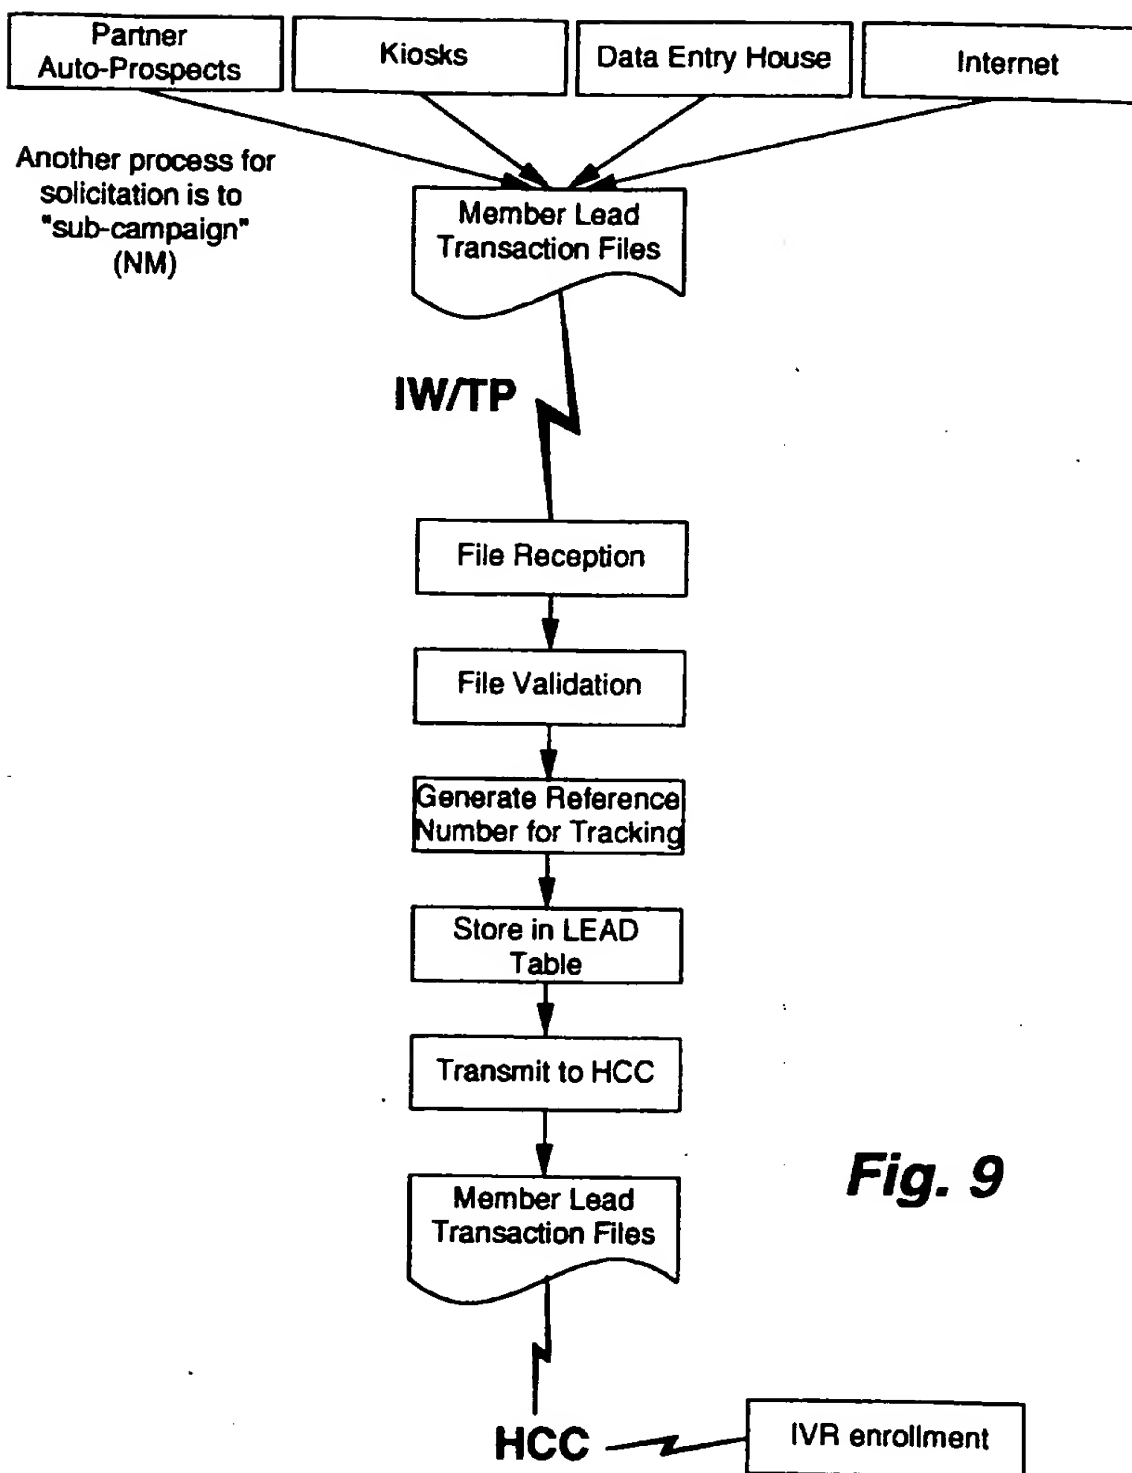 Partner
Auto-Prospects
Kiosks
Data Entry House
Internet
Another process for
solicitation is to
"sub-campaign"
(NM)
Member Lead
Transaction Files
IW/TP
File Reception
File Validation
Generate Reference
Number for Tracking
Store in LEAD
Table
Transmit to HCC
Member Lead
Transaction Files
Fig. 9
HCC
IVR enrollment